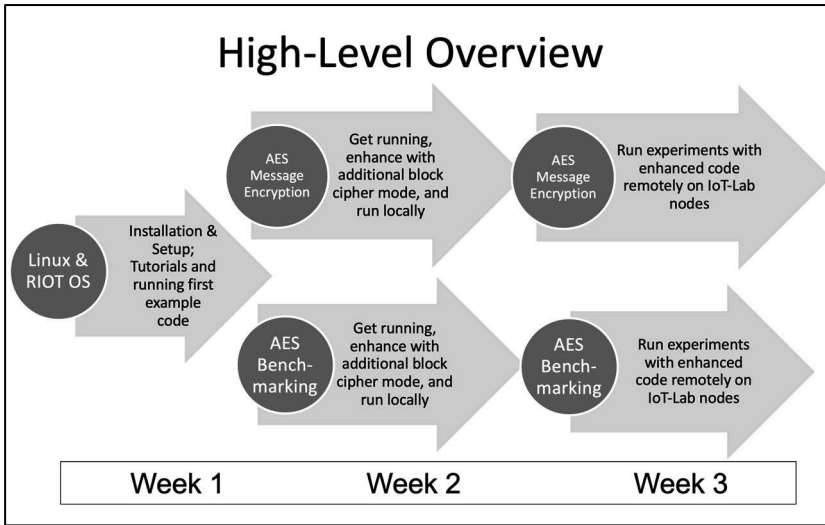 High-Level Overview
Linux &
RIOT OS
Installation &
Setup;
Tutorials and
running first
example
code
AES
Message
Encryption
Get running,
enhance with
additional block
cipher mode, and
run locally
AES
Message
Encryption
Run experiments with
enhanced code
remotely on IoT-Lab
nodes
AES
Bench-
marking
Get running,
enhance with
additional block
cipher mode, and
run locally
AES
Bench-
marking
Run experiments
with enhanced
code remotely on
IoT-Lab nodes
Week 1
Week 2
Week 3